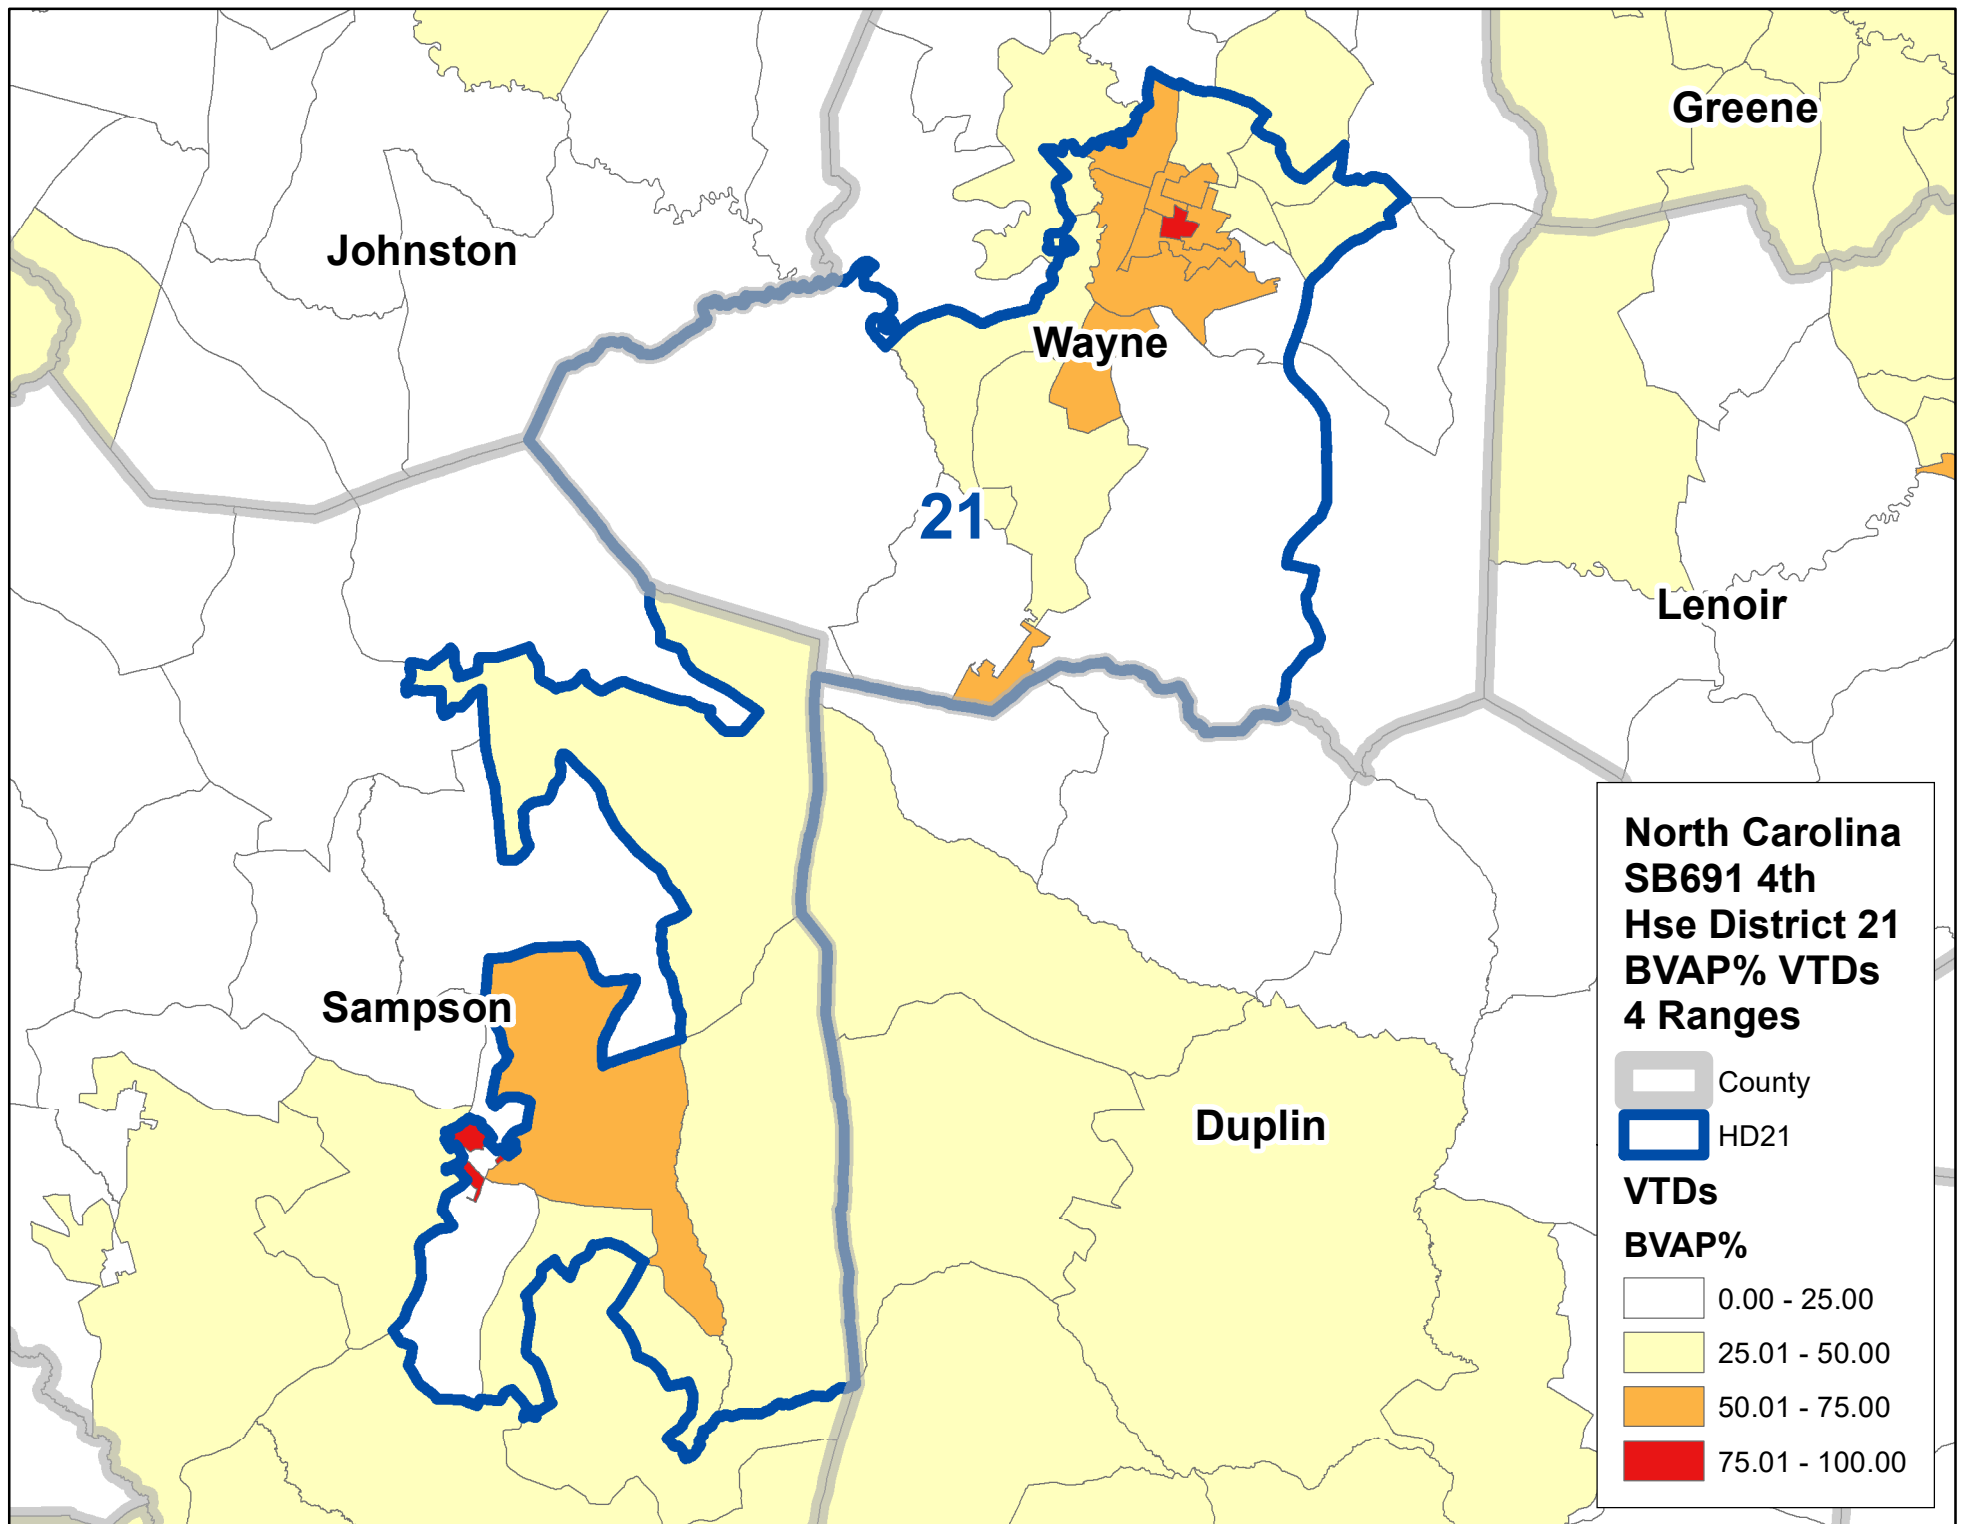 Greene
Johnston
Wayne
21
Lenoir
Sampson
Duplin
North Carolina
SB691 4th
Hse District 21
BVAP% VTDs
4 Ranges
County
HD21
VTDs
BVAP%
0.00 - 25.00
25.01 - 50.00
50.01 - 75.00
75.01 - 100.00